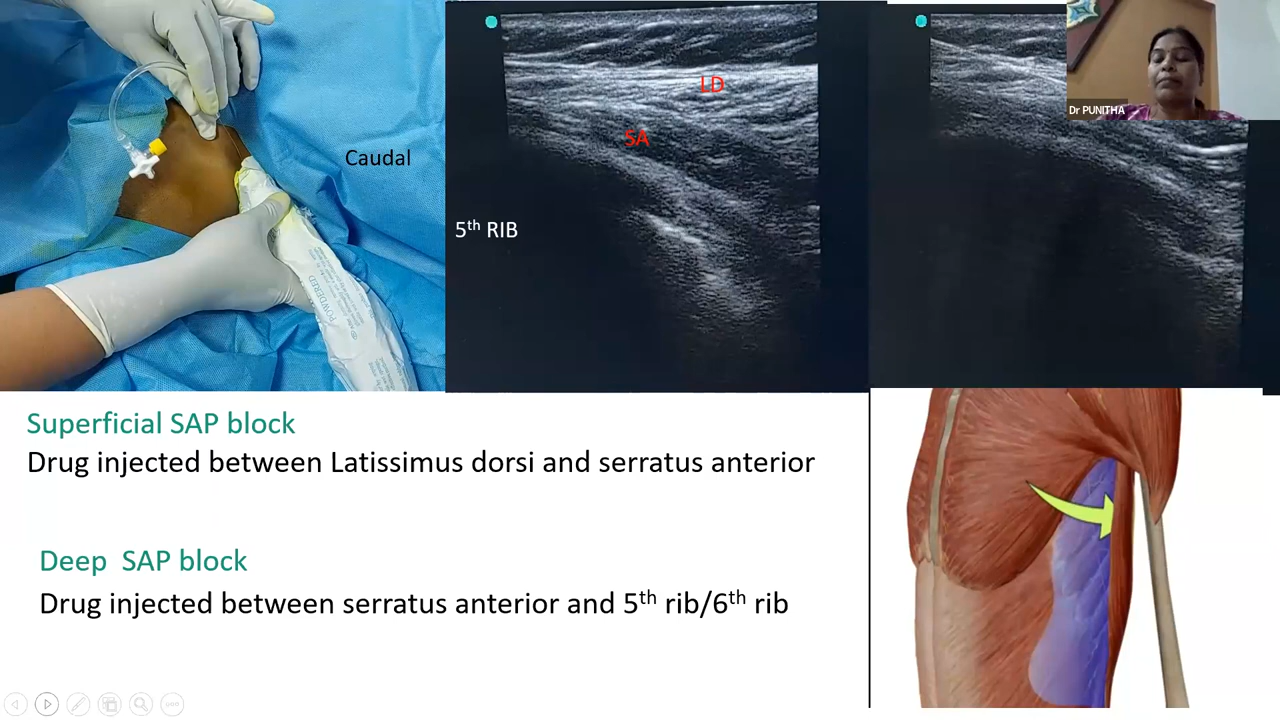 Caudal
LD
SA
5th RIB
Dr PUNITHA
POWDERED
Superficial SAP block
Drug injected between Latissimus dorsi and serratus anterior
Deep SAP block
Drug injected between serratus anterior and 5th rib/6th rib